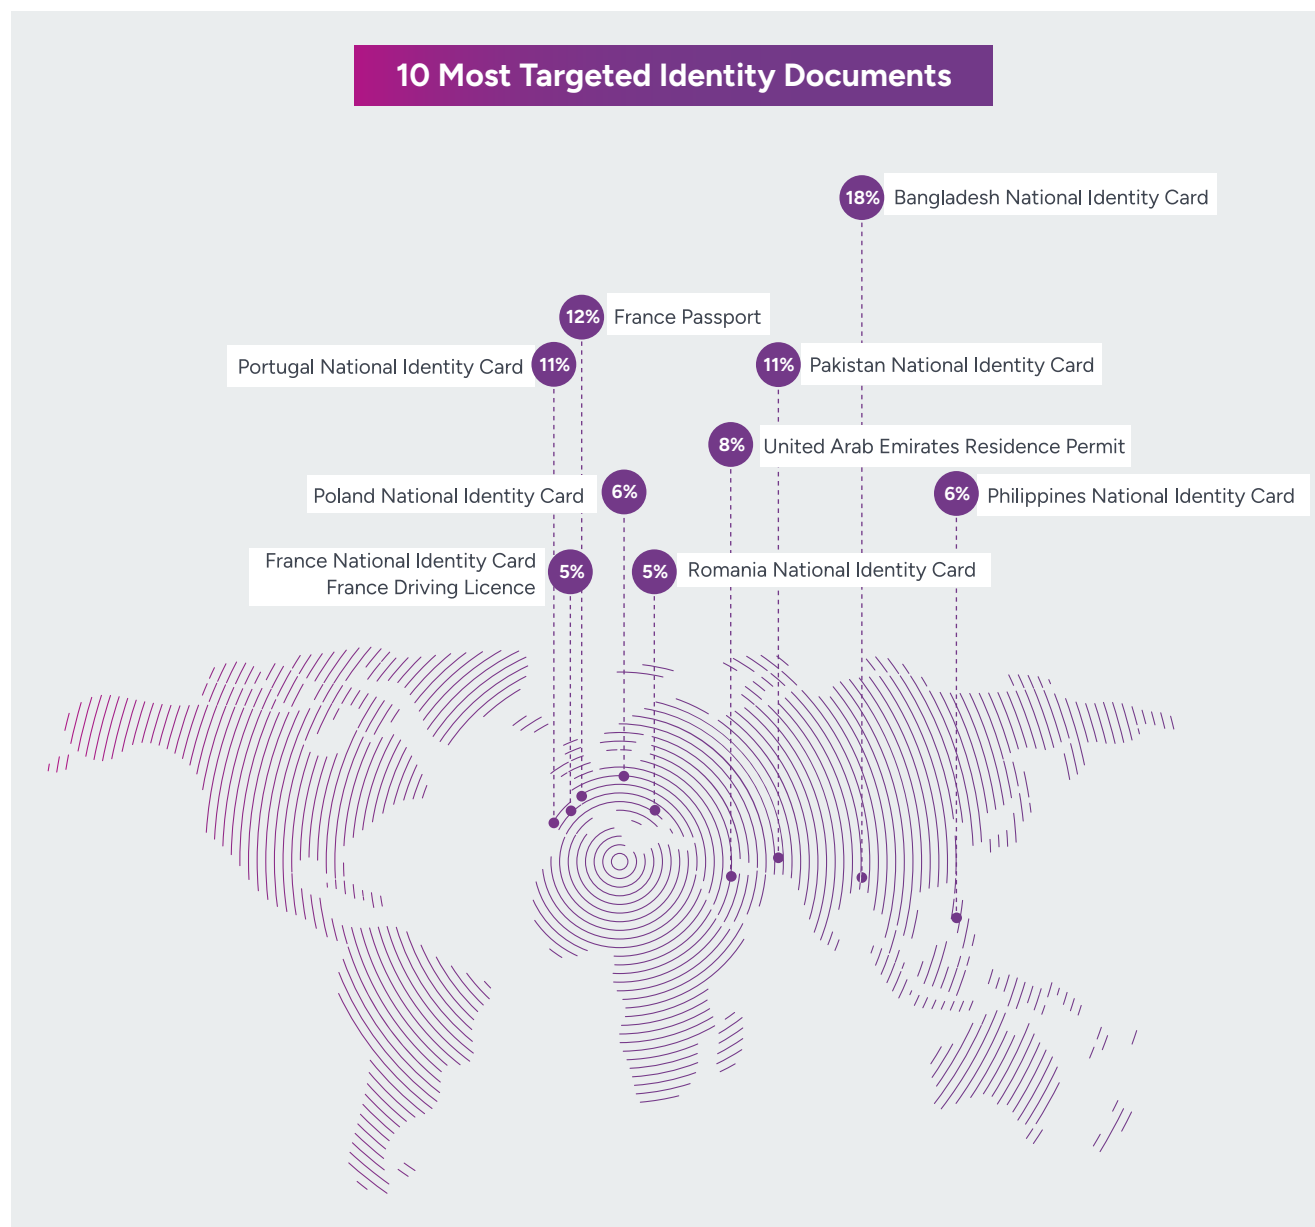 10 Most Targeted Identity Documents
18% Bangladesh National Identity Card
12% France Passport
Portugal National Identity Card 11%
11% Pakistan National Identity Card
8% United Arab Emirates Residence Permit
Poland National Identity Card 6%
6% Philippines National Identity Card
France National Identity Card
France Driving Licence
5%
5% Romania National Identity Card